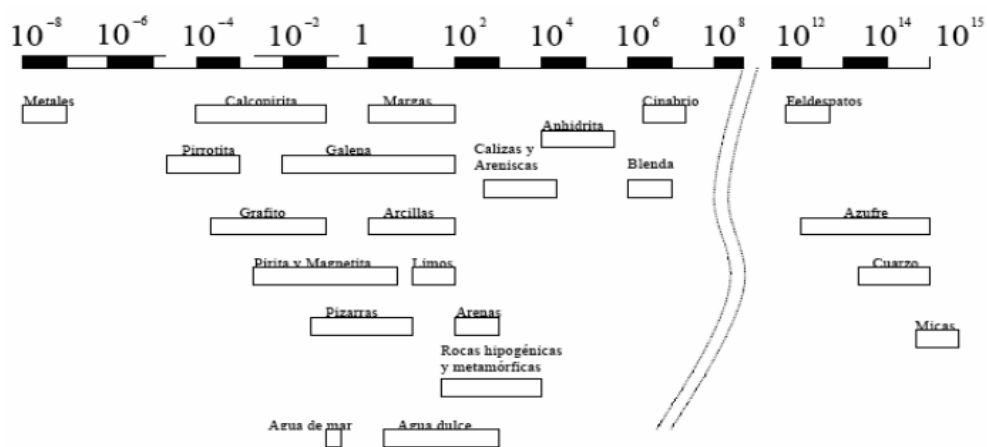 10⁻⁸ 10⁻⁶ 10⁻⁴ 10⁻² 1 10² 10⁴ 10⁶ 10⁸ 10¹² 10¹⁴ 10¹⁵
Metales Calcopirita Margas Cinabrio Feldespatos
Anhidrita
Pirrotita Galena Calizas y
Areniscas Blenda
Grafito Arcillas Azufre
Pirita y Magnetita Limos Cuarzo
Pizarras Arenas Micas
Rocas hipogénicas
y metamórficas
Agua de mar Agua dulce